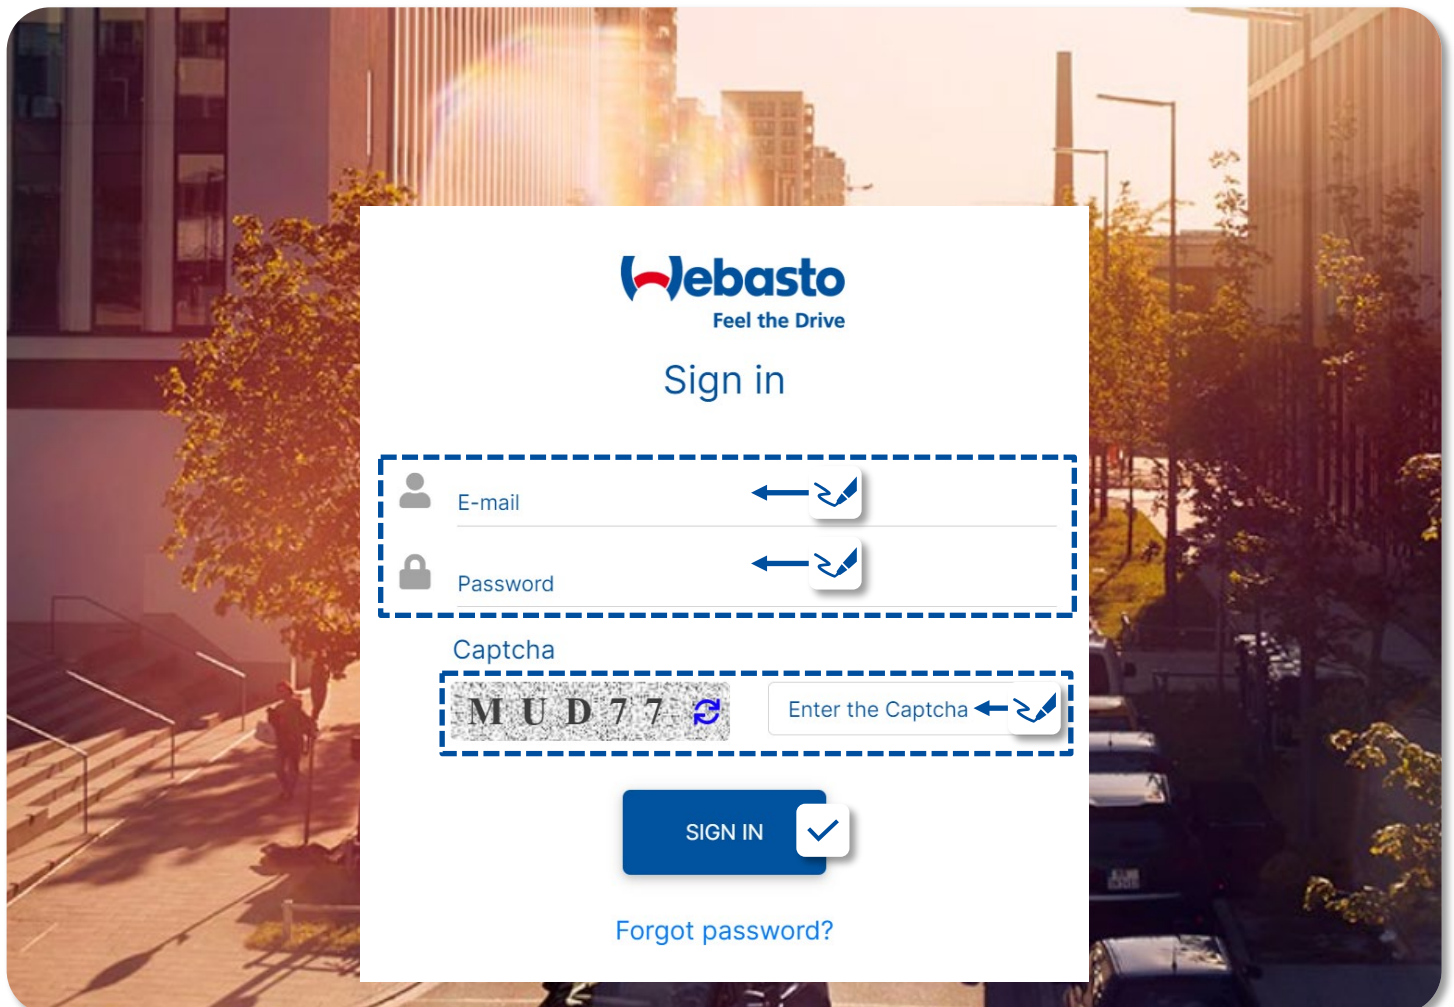 Webasto
Feel the Drive
Sign in
E-mail
Password
Captcha
MUD77
Enter the Captcha
SIGN IN
Forgot password?